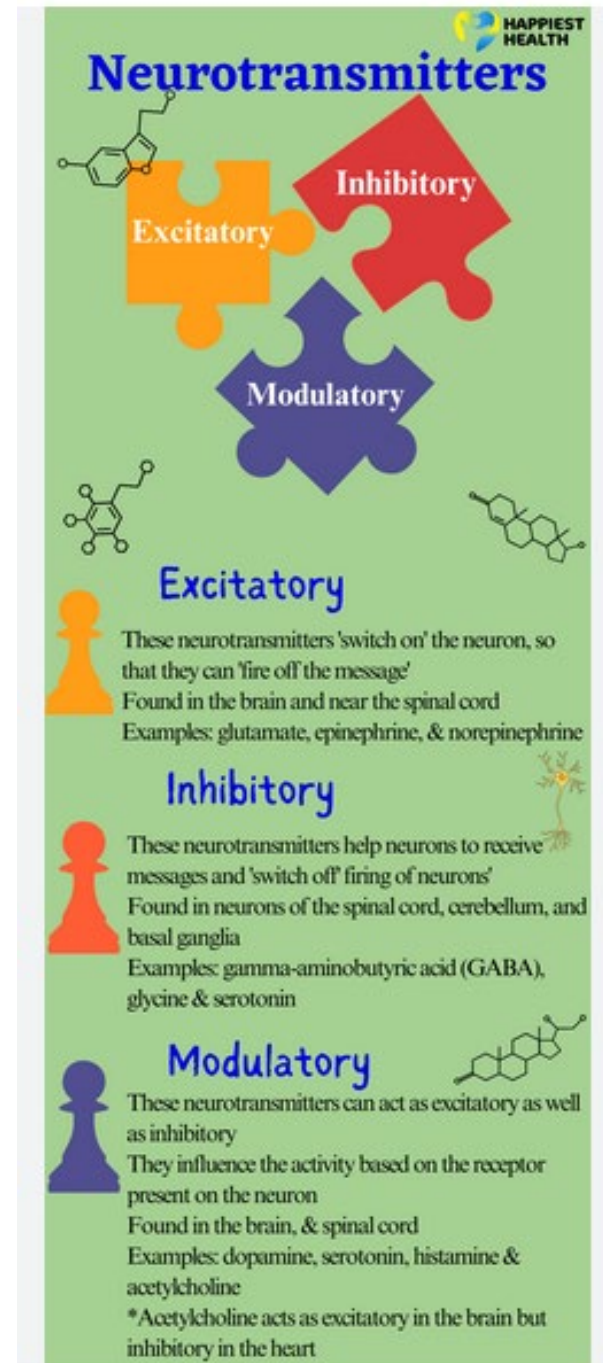 HAPPIEST
HEALTH
Neurotransmitters
Inhibitory
Excitatory
Modulatory
Excitatory
These neurotransmitters 'switch on' the neuron, so
that they can 'fire off the message'
Found in the brain and near the spinal cord
Examples: glutamate, epinephrine, & norepinephrine
Inhibitory
These neurotransmitters help neurons to receive
messages and 'switch off' firing of neurons'
Found in neurons of the spinal cord, cerebellum, and
basal ganglia
Examples: gamma-aminobutyric acid (GABA),
glycine & serotonin
Modulatory
These neurotransmitters can act as excitatory as well
as inhibitory
They influence the activity based on the receptor
present on the neuron
Found in the brain, & spinal cord
Examples: dopamine, serotonin, histamine &
acetylcholine
*Acetylcholine acts as excitatory in the brain but
inhibitory in the heart